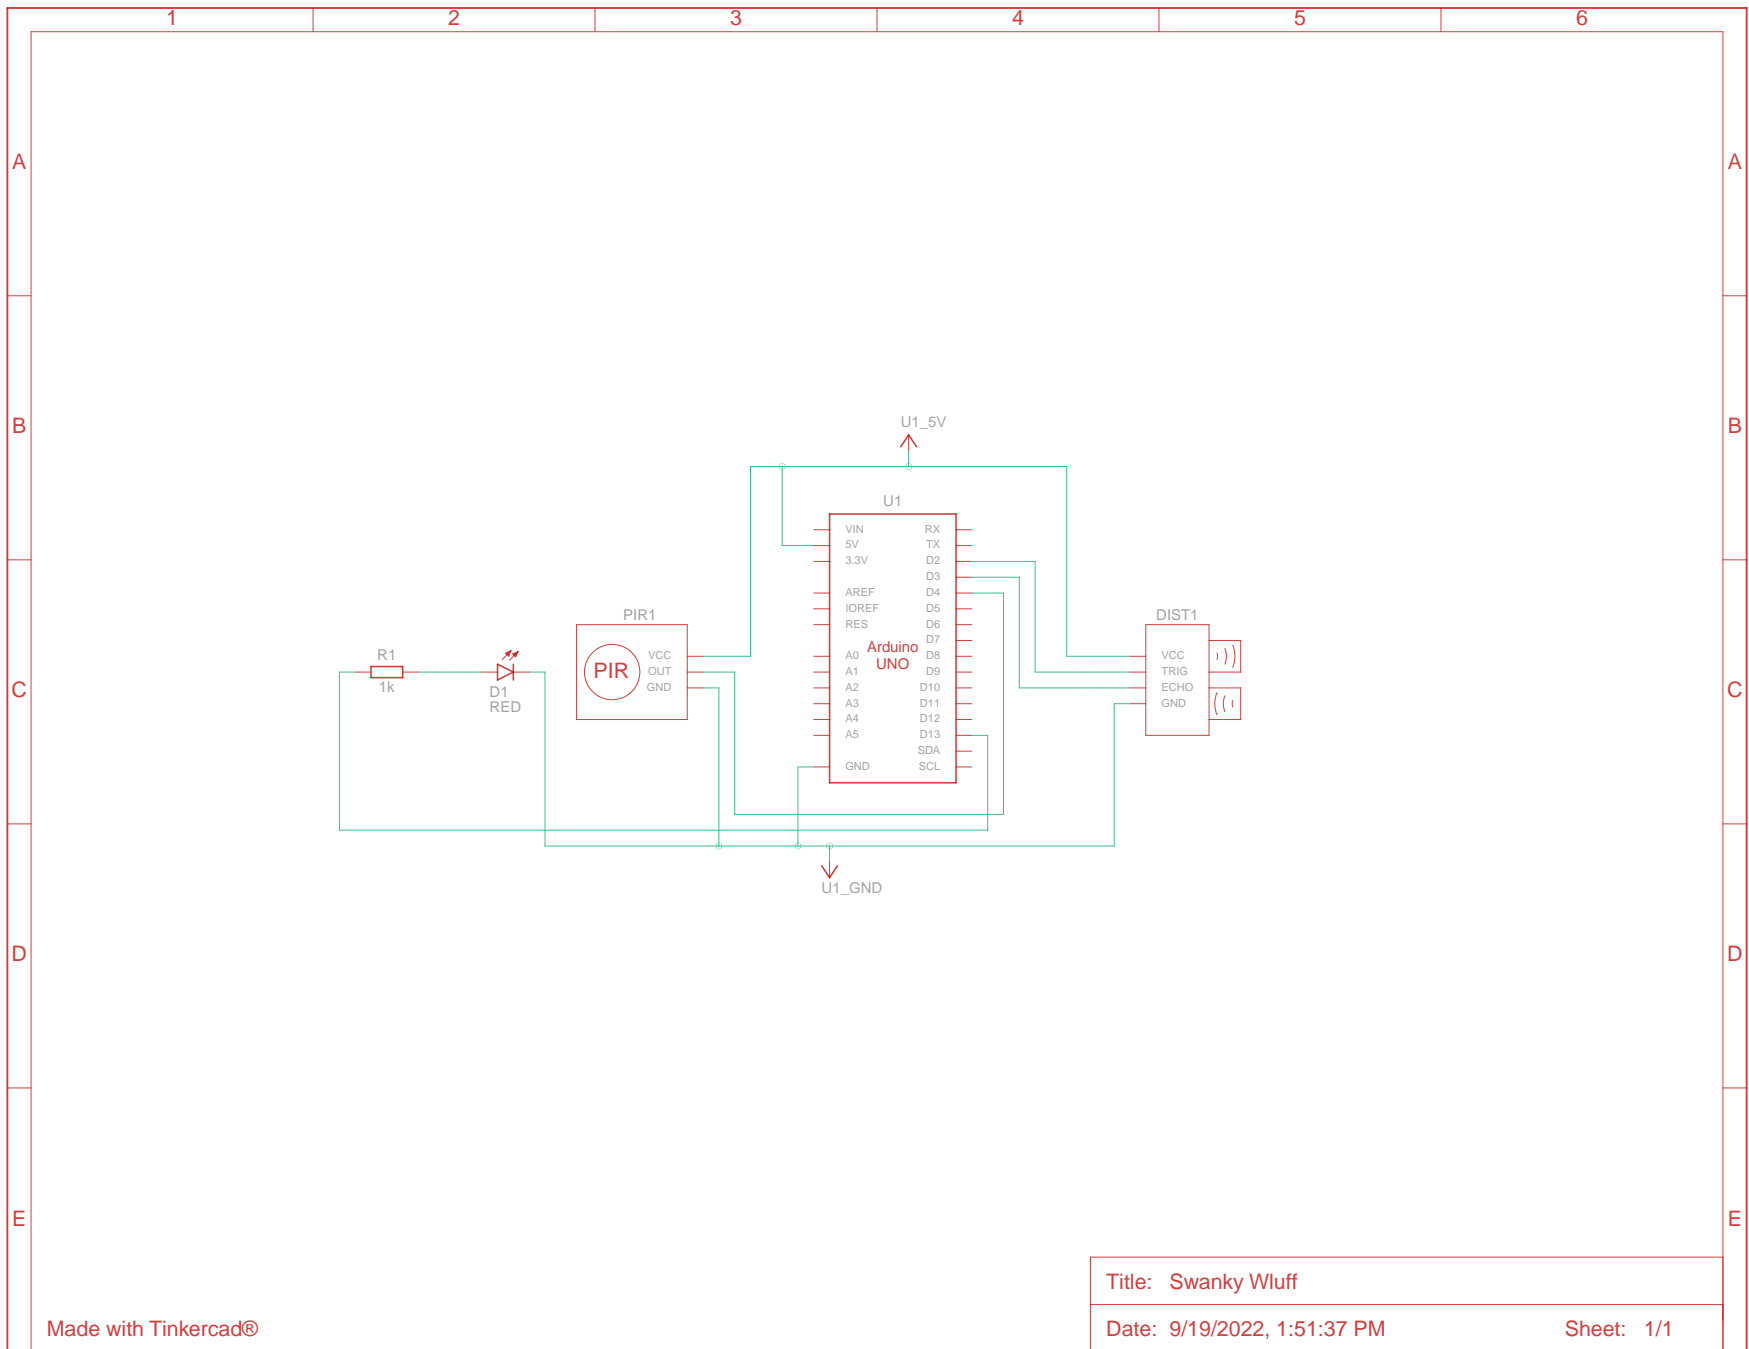 1 2 3 4 5 6
A A
B B
U1_5V
U1
VIN RX
5V TX
3.3V D2
D3
AREF D4
IOREF D5
RES D6
D7
A0 D8
A1 D9
A2 D10
A3 D11
A4 D12
A5 D13
SDA
GND SCL
Arduino
UNO
PIR1
PIR
VCC
OUT
GND
DIST1
VCC
TRIG
ECHO
GND
R1
1k
D1
RED
C C
U1_GND
D D
E E
Title: Swanky Wluff
Made with Tinkercad®
Date: 9/19/2022, 1:51:37 PM Sheet: 1/1